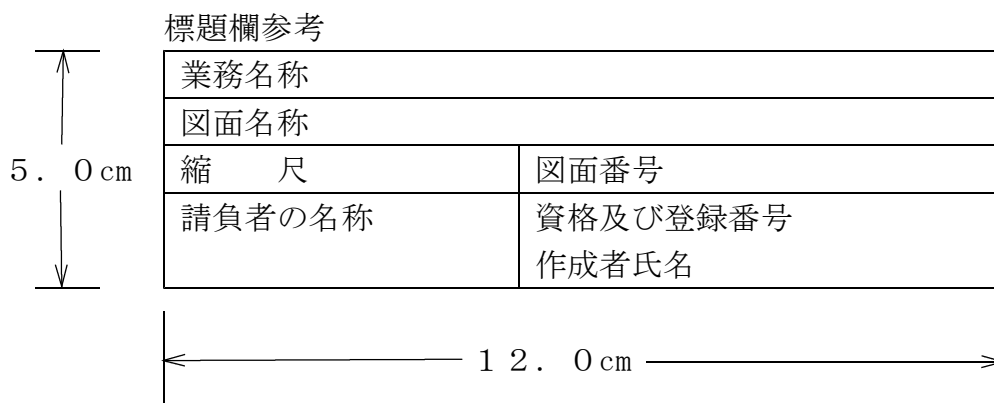 標題欄参考
業務名称
図面名称
縮　　尺　図面番号
請負者の名称　資格及び登録番号
作成者氏名
５．０cm
１２．０cm